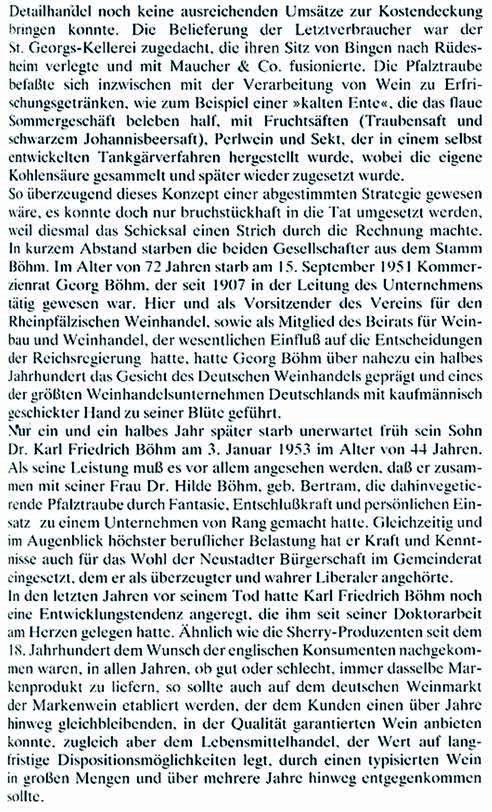 Detailhandel noch keine ausreichenden Umsätze zur Kostendeckung
bringen konnte. Die Belieferung der Letztverbraucher war der
St. Georgs-Kellerei zugedacht, die ihren Sitz von Bingen nach Rüdes-
heim verlegte und mit Maucher & Co. fusionierte. Die Pfalztraube
befaßte sich inzwischen mit der Verarbeitung von Wein zu Erfri-
schungsgetränken, wie zum Beispiel einer »kalten Ente«, die das flaue
Sommergeschäft beleben half, mit Fruchtsäften (Traubensaft und
schwarzem Johannisbeersaft), Perlwein und Sekt, der in einem selbst
entwickelten Tankgärverfahren hergestellt wurde, wobei die eigene
Kohlensäure gesammelt und später wieder zugesetzt wurde.
So überzeugend dieses Konzept einer abgestimmten Strategie gewesen
wäre, es konnte doch nur bruchstückhaft in die Tat umgesetzt werden,
weil diesmal das Schicksal einen Strich durch die Rechnung machte.
In kurzem Abstand starben die beiden Gesellschafter aus dem Stamm
Böhm. Im Alter von 72 Jahren starb am 15. September 1951 Kommer-
zienrat Georg Böhm, der seit 1907 in der Leitung des Unternehmens
tätig gewesen war. Hier und als Vorsitzender des Vereins für den
Rheinpfälzischen Weinhandel, sowie als Mitglied des Beirats für Wein-
bau und Weinhandel, der wesentlichen Einfluß auf die Entscheidungen
der Reichsregierung hatte, hatte Georg Böhm über nahezu ein halbes
Jahrhundert das Gesicht des Deutschen Weinhandels geprägt und eines
der größten Weinhandelsunternehmen Deutschlands mit kaufmännisch
geschickter Hand zu seiner Blüte geführt.
Nur ein und ein halbes Jahr später starb unerwartet früh sein Sohn
Dr. Karl Friedrich Böhm am 3. Januar 1953 im Alter von 44 Jahren.
Als seine Leistung muß es vor allem angesehen werden, daß er zusam-
men mit seiner Frau Dr. Hilde Böhm, geb. Bertram, die dahinvegetie-
rende Pfalztraube durch Fantasie, Entschlußkraft und persönlichen Ein-
satz zu einem Unternehmen von Rang gemacht hatte. Gleichzeitig und
im Augenblick höchster beruflicher Belastung hat er Kraft und Kennt-
nisse auch für das Wohl der Neustadter Bürgerschaft im Gemeinderat
eingesetzt, dem er als überzeugter und wahrer Liberaler angehörte.
In den letzten Jahren vor seinem Tod hatte Karl Friedrich Böhm noch
eine Entwicklungstendenz angeregt, die ihm seit seiner Doktorarbeit
am Herzen gelegen hatte. Ähnlich wie die Sherry-Produzenten seit dem
18. Jahrhundert dem Wunsch der englischen Konsumenten nachgekom-
men waren, in allen Jahren, ob gut oder schlecht, immer dasselbe Mar-
kenprodukt zu liefern, so sollte auch auf dem deutschen Weinmarkt
der Markenwein etabliert werden, der dem Kunden einen über Jahre
hinweg gleichbleibenden, in der Qualität garantierten Wein anbieten
konnte, zugleich aber dem Lebensmittelhandel, der Wert auf lang-
fristige Dispositionsmöglichkeiten legt, durch einen typisierten Wein
in großen Mengen und über mehrere Jahre hinweg entgegenkommen
sollte.